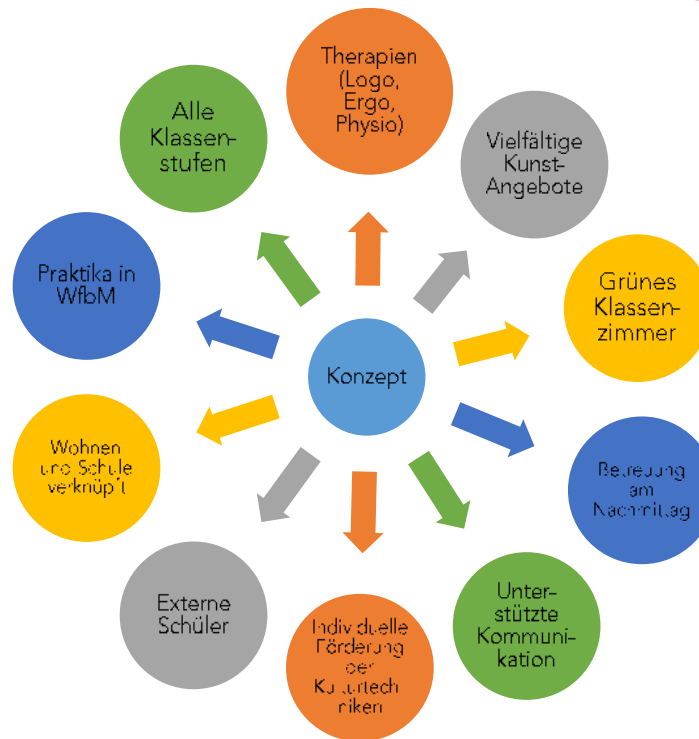 Therapien
(Logo,
Ergo,
Physio)
Vielfältige
Kunst-
Angebote
Grünes
Klassen-
zimmer
Betreuung
am
Nachmittag
Unter-
stützte
Kommuni-
kation
Individuelle
Förderung
der
Kulturtech
niken
Externe
Schüler
Wohnen
und Schule
verknüpft
Praktika in
WfbM
Alle
Klassen-
stufen
Konzept